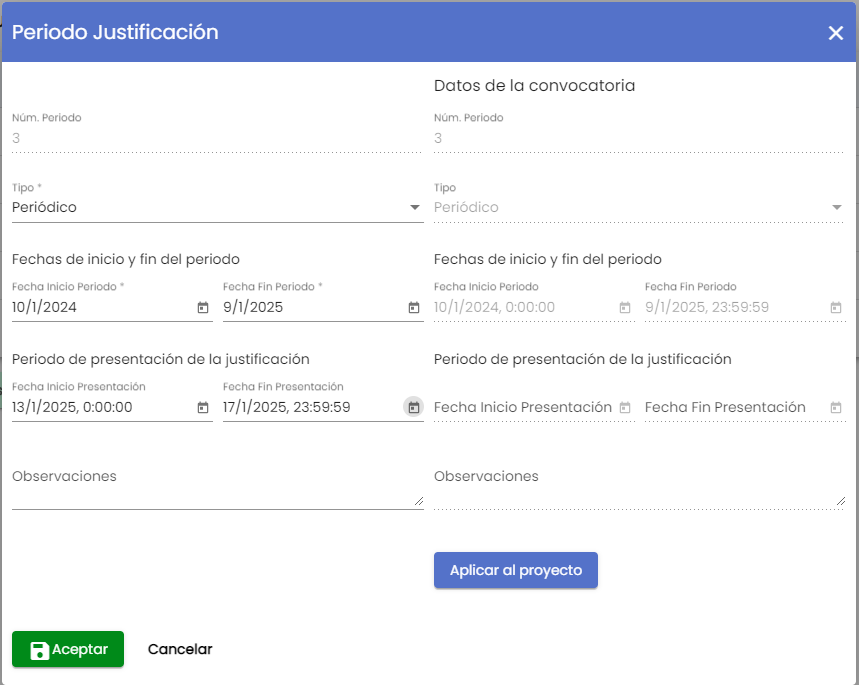 Periodo Justificación
Datos de la convocatoria
Núm. Periodo
3
Núm. Periodo
3
Tipo *
Periódico
Tipo
Periódico
Fechas de inicio y fin del periodo
Fechas de inicio y fin del periodo
Fecha Inicio Periodo *
10/1/2024
Fecha Fin Periodo *
9/1/2025
Fecha Inicio Periodo
10/1/2024, 0:00:00
Fecha Fin Periodo
9/1/2025, 23:59:59
Periodo de presentación de la justificación
Periodo de presentación de la justificación
Fecha Inicio Presentación
13/1/2025, 0:00:00
Fecha Fin Presentación
17/1/2025, 23:59:59
Fecha Inicio Presentación
Fecha Fin Presentación
Observaciones
Observaciones
Aplicar al proyecto
Aceptar
Cancelar